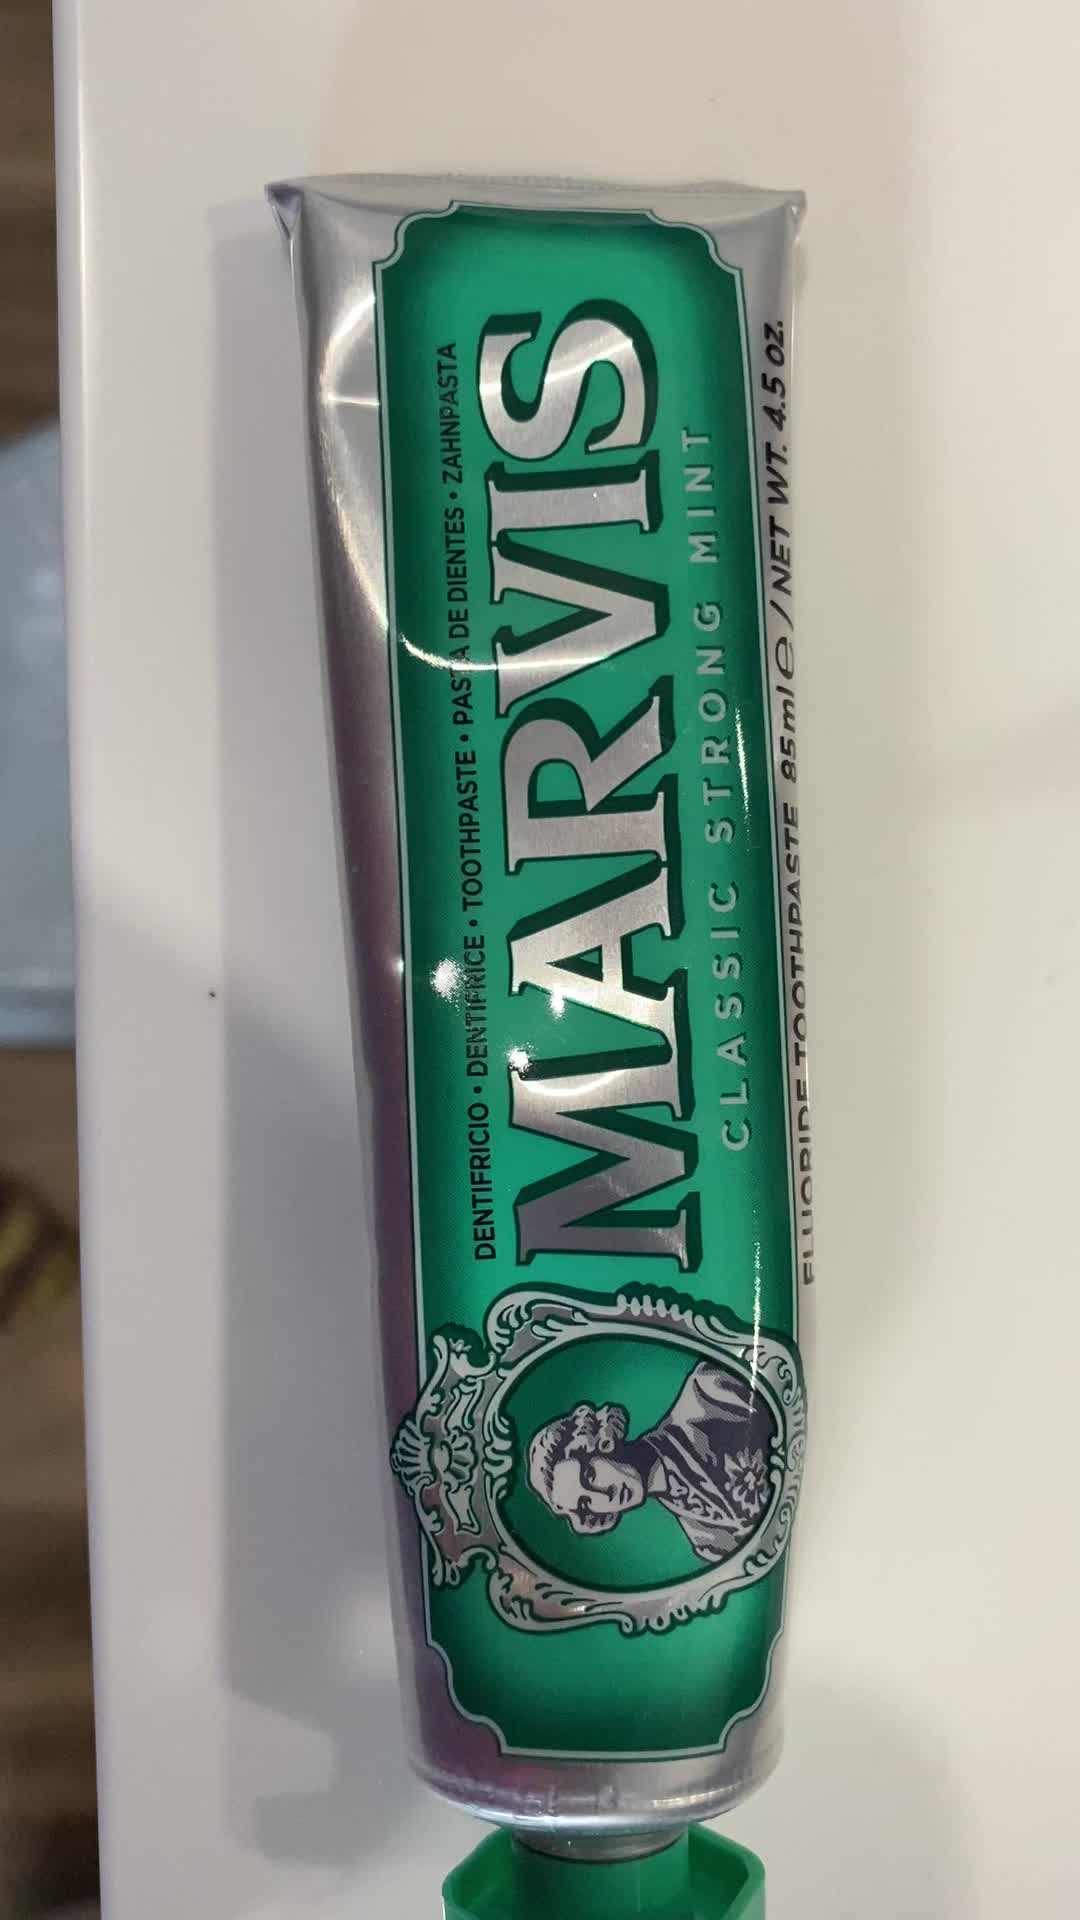 DENTIFRICIO • DENTIFRICE • TOOTHPASTE • PASTA DE DIENTES • ZAHNPASTA
MARVIS
CLASSIC STRONG MINT
FLUORIDE TOOTHPASTE 85ml ℮ / NET WT. 4.5 OZ.